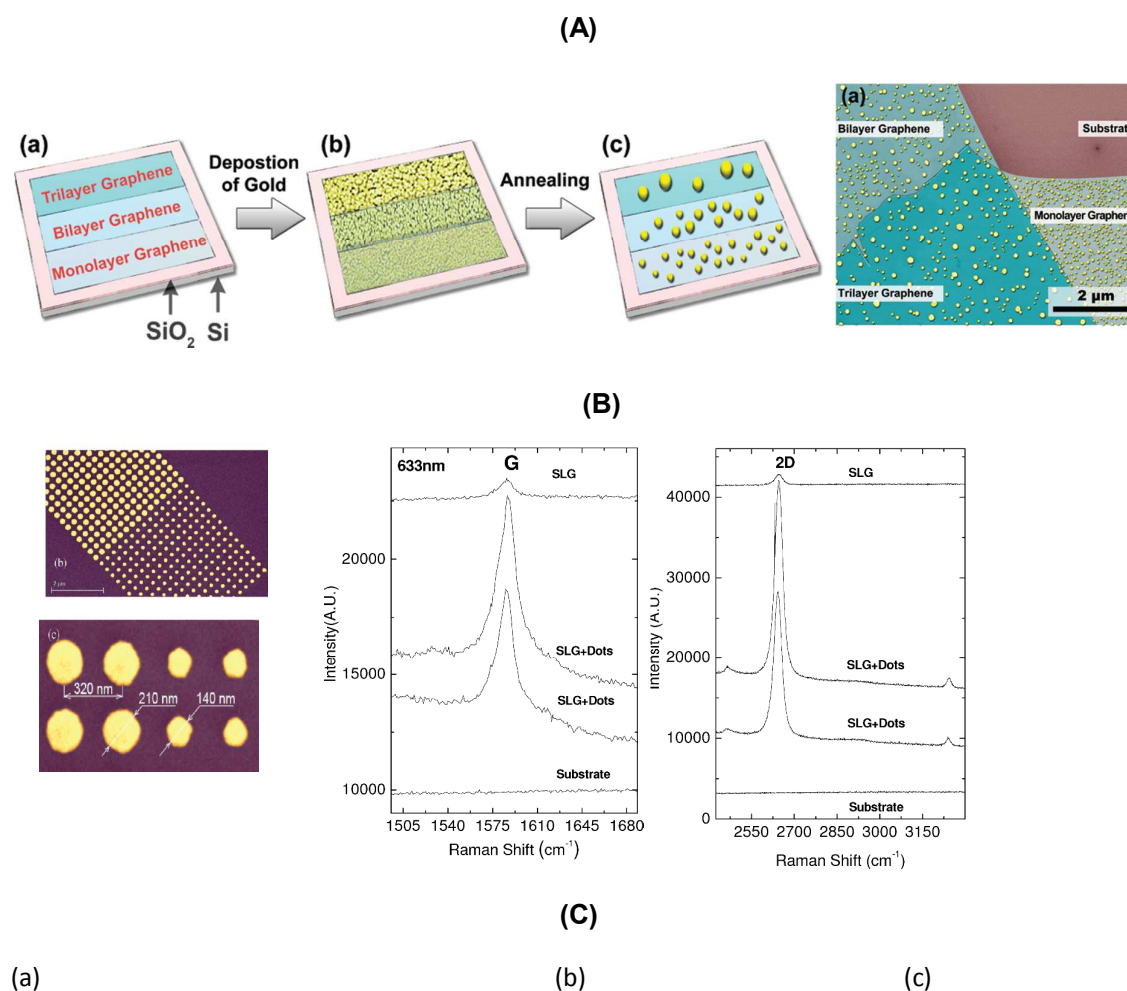 (A)
(a)
Trilayer Graphene
Bilayer Graphene
Monolayer Graphene
SiO2 Si
Depostion
of Gold
(b)
Annealing
(c)
(a)
Bilayer Graphene
Substrat
Monolayer Graphen
Trilayer Graphene
2 µm
(B)
(b)
2 µm
(c)
320 nm
210 nm
140 nm
633nm
G
SLG
SLG+Dots
SLG+Dots
Substrate
20000
15000
10000
Intensity(A.U.)
1505 1540 1575 1610 1645 1680
Raman Shift (cm-1)
2D
SLG
SLG+Dots
SLG+Dots
Substrate
40000
30000
20000
10000
0
Intensity (A.U.)
2550 2700 2850 3000 3150
Raman Shift (cm-1)
(C)
(a) (b) (c)